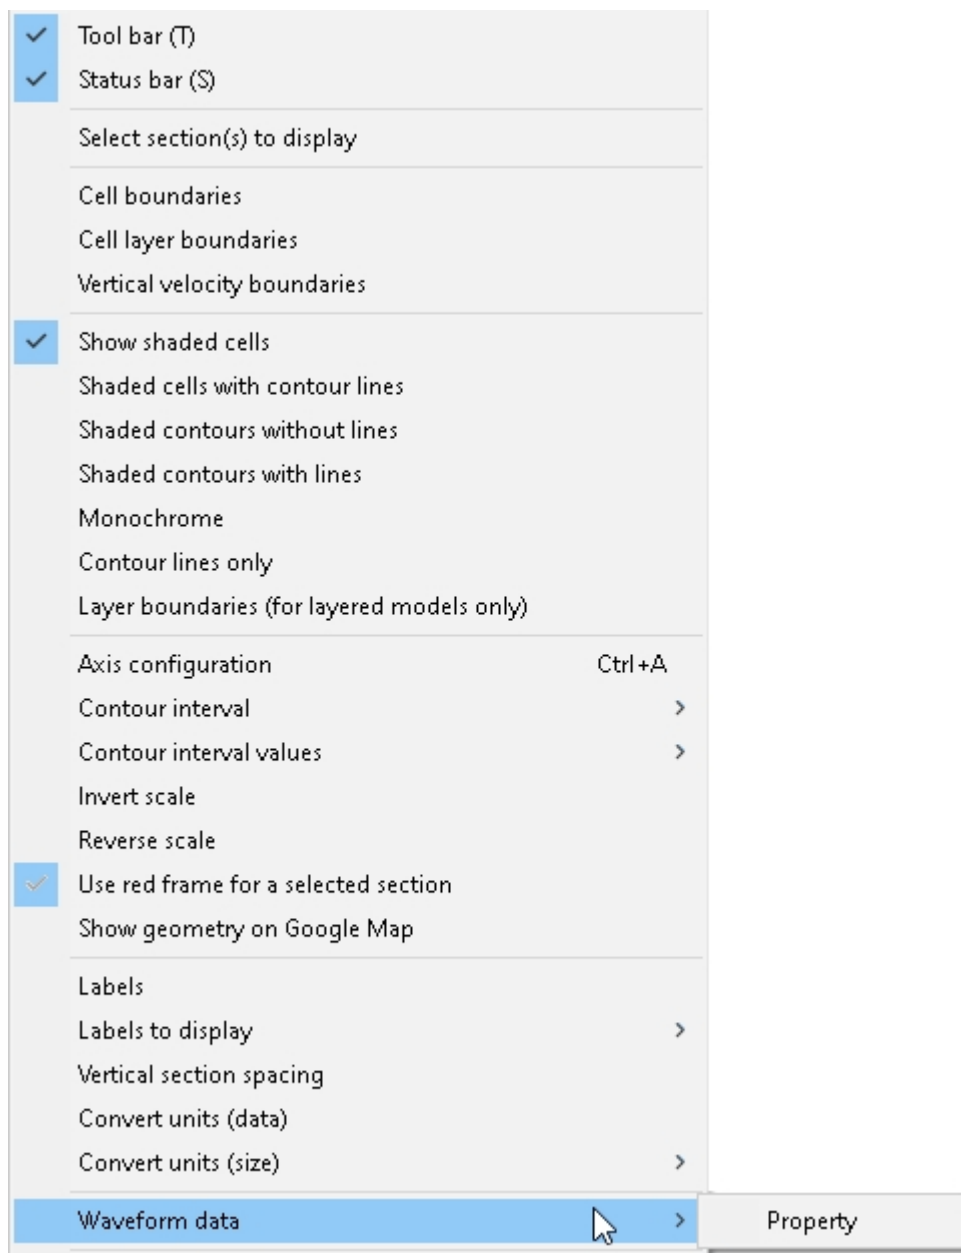 Tool bar (T)
Status bar (S)
Select section(s) to display
Cell boundaries
Cell layer boundaries
Vertical velocity boundaries
Show shaded cells
Shaded cells with contour lines
Shaded contours without lines
Shaded contours with lines
Monochrome
Contour lines only
Layer boundaries (for layered models only)
Axis configuration Ctrl+A
Contour interval
Contour interval values
Invert scale
Reverse scale
Use red frame for a selected section
Show geometry on Google Map
Labels
Labels to display
Vertical section spacing
Convert units (data)
Convert units (size)
Waveform data
Property